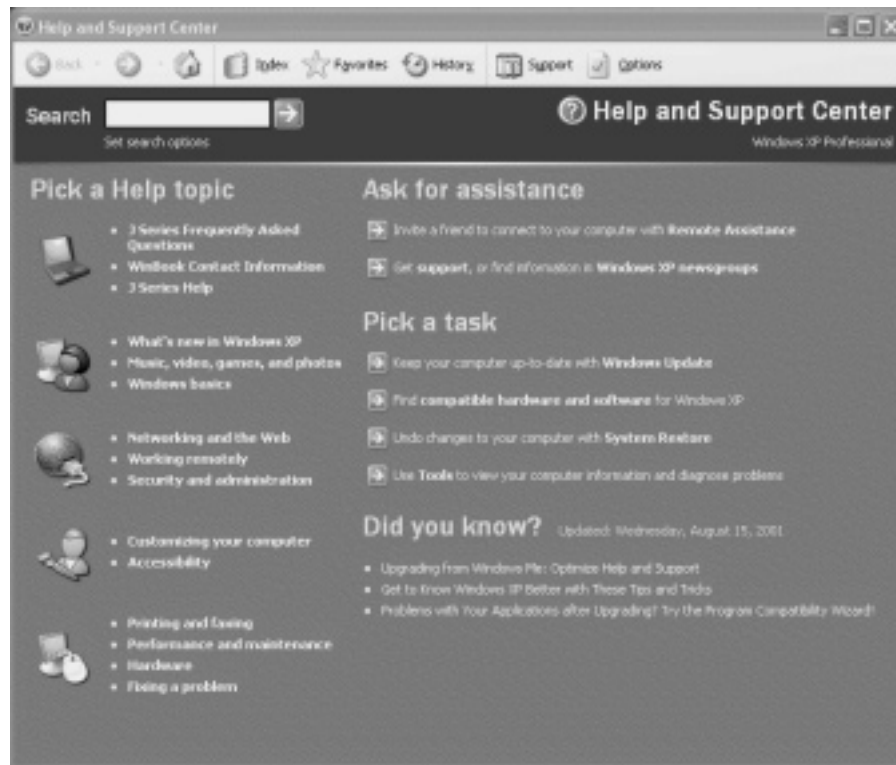 Help and Support Center
Back
Index
Favorites
History
Support
Options
Search
Set search options
Help and Support Center
Windows XP Professional
Pick a Help topic
J Series Frequently Asked
Questions
WinBook Contact Information
J Series Help
What's new in Windows XP
Music, video, games, and photos
Windows basics
Networking and the Web
Working remotely
Security and administration
Customizing your computer
Accessibility
Printing and faxing
Performance and maintenance
Hardware
Fixing a problem
Ask for assistance
Invite a friend to connect to your computer with Remote Assistance
Get support, or find information in Windows XP newsgroups
Pick a task
Keep your computer up-to-date with Windows Update
Find compatible hardware and software for Windows XP
Undo changes to your computer with System Restore
Use Tools to view your computer information and diagnose problems
Did you know? Updated: Wednesday, August 15, 2001
Upgrading from Windows Me: Optimize Help and Support
Get to Know Windows XP Better with These Tips and Tricks
Problems with Your Applications after Upgrading? Try the Program Compatibility Wizard!